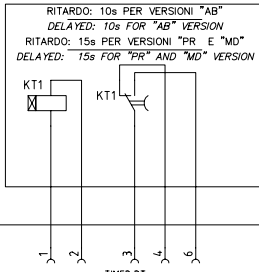 RITARDO: 10s PER VERSIONI "AB"
DELAYED: 10s FOR "AB" VERSION
RITARDO: 15s PER VERSIONI "PR E "MD"
DELAYED: 15s FOR "PR" AND "MD" VERSION
KT1
KT1
1 2 3 4 6